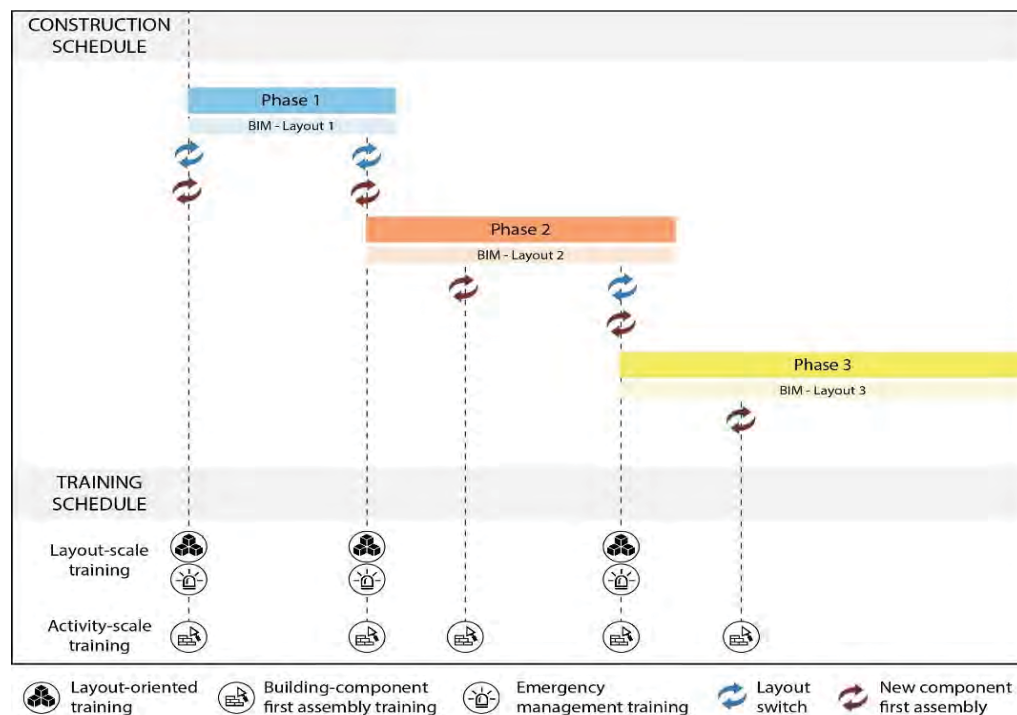 CONSTRUCTION
SCHEDULE
Phase 1
BIM - Layout 1
Phase 2
BIM - Layout 2
Phase 3
BIM - Layout 3
TRAINING
SCHEDULE
Layout-scale
training
Activity-scale
training
Layout-oriented
training
Building-component
first assembly training
Emergency
management training
Layout
switch
New component
first assembly